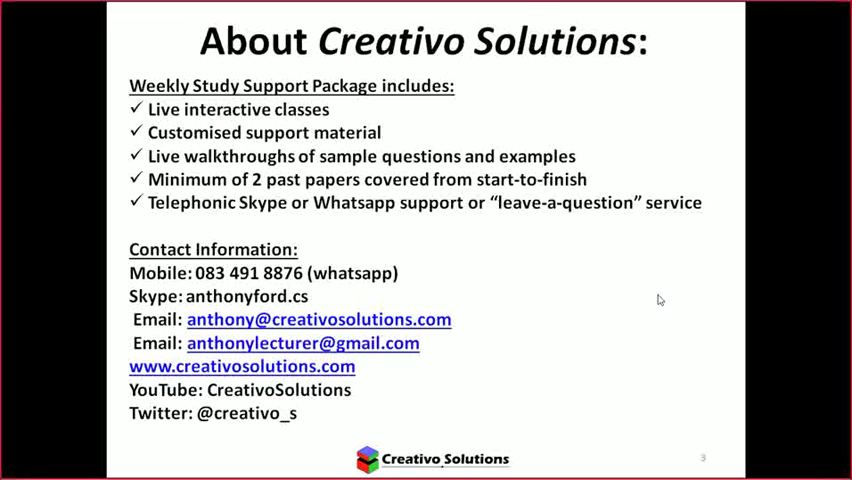 About Creativo Solutions:
Weekly Study Support Package includes:
✓ Live interactive classes
✓ Customised support material
✓ Live walkthroughs of sample questions and examples
✓ Minimum of 2 past papers covered from start-to-finish
✓ Telephonic Skype or Whatsapp support or “leave-a-question” service
Contact Information:
Mobile: 083 491 8876 (whatsapp)
Skype: anthonyford.cs
Email: anthony@creativosolutions.com
Email: anthonylecturer@gmail.com
www.creativosolutions.com
YouTube: CreativoSolutions
Twitter: @creativo_s
Creativo Solutions
3